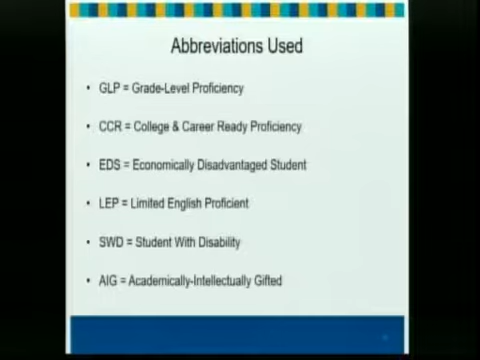 Abbreviations Used
• GLP = Grade-Level Proficiency
• CCR = College & Career Ready Proficiency
• EDS = Economically Disadvantaged Student
• LEP = Limited English Proficient
• SWD = Student With Disability
• AIG = Academically-Intellectually Gifted